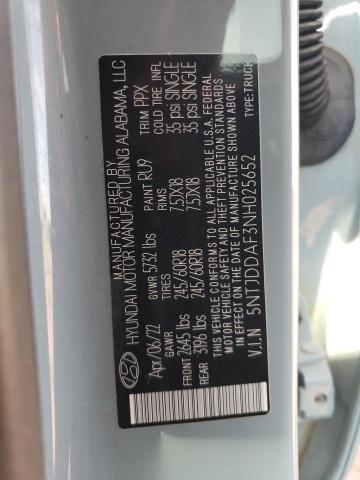 MANUFACTURED BY
HYUNDAI MOTOR MANUFACTURING ALABAMA, LLC
Apr/06/22 GVWR 5732 lbs PAINT RU9 TRIM PPX
GAWR RIMS COLD TIRE INFL
FRONT 2645 lbs 245/60R18 7.5JX18 35 psi SINGLE
REAR 3196 lbs 245/60R18 7.5JX18 35 psi SINGLE
THIS VEHICLE CONFORMS TO ALL APPLICABLE U.S.A. FEDERAL
MOTOR VEHICLE SAFETY AND THEFT PREVENTION STANDARDS
IN EFFECT ON THE DATE OF MANUFACTURE SHOWN ABOVE
V.I.N 5NTJDDAF3NH025652 TYPE:TRUCK